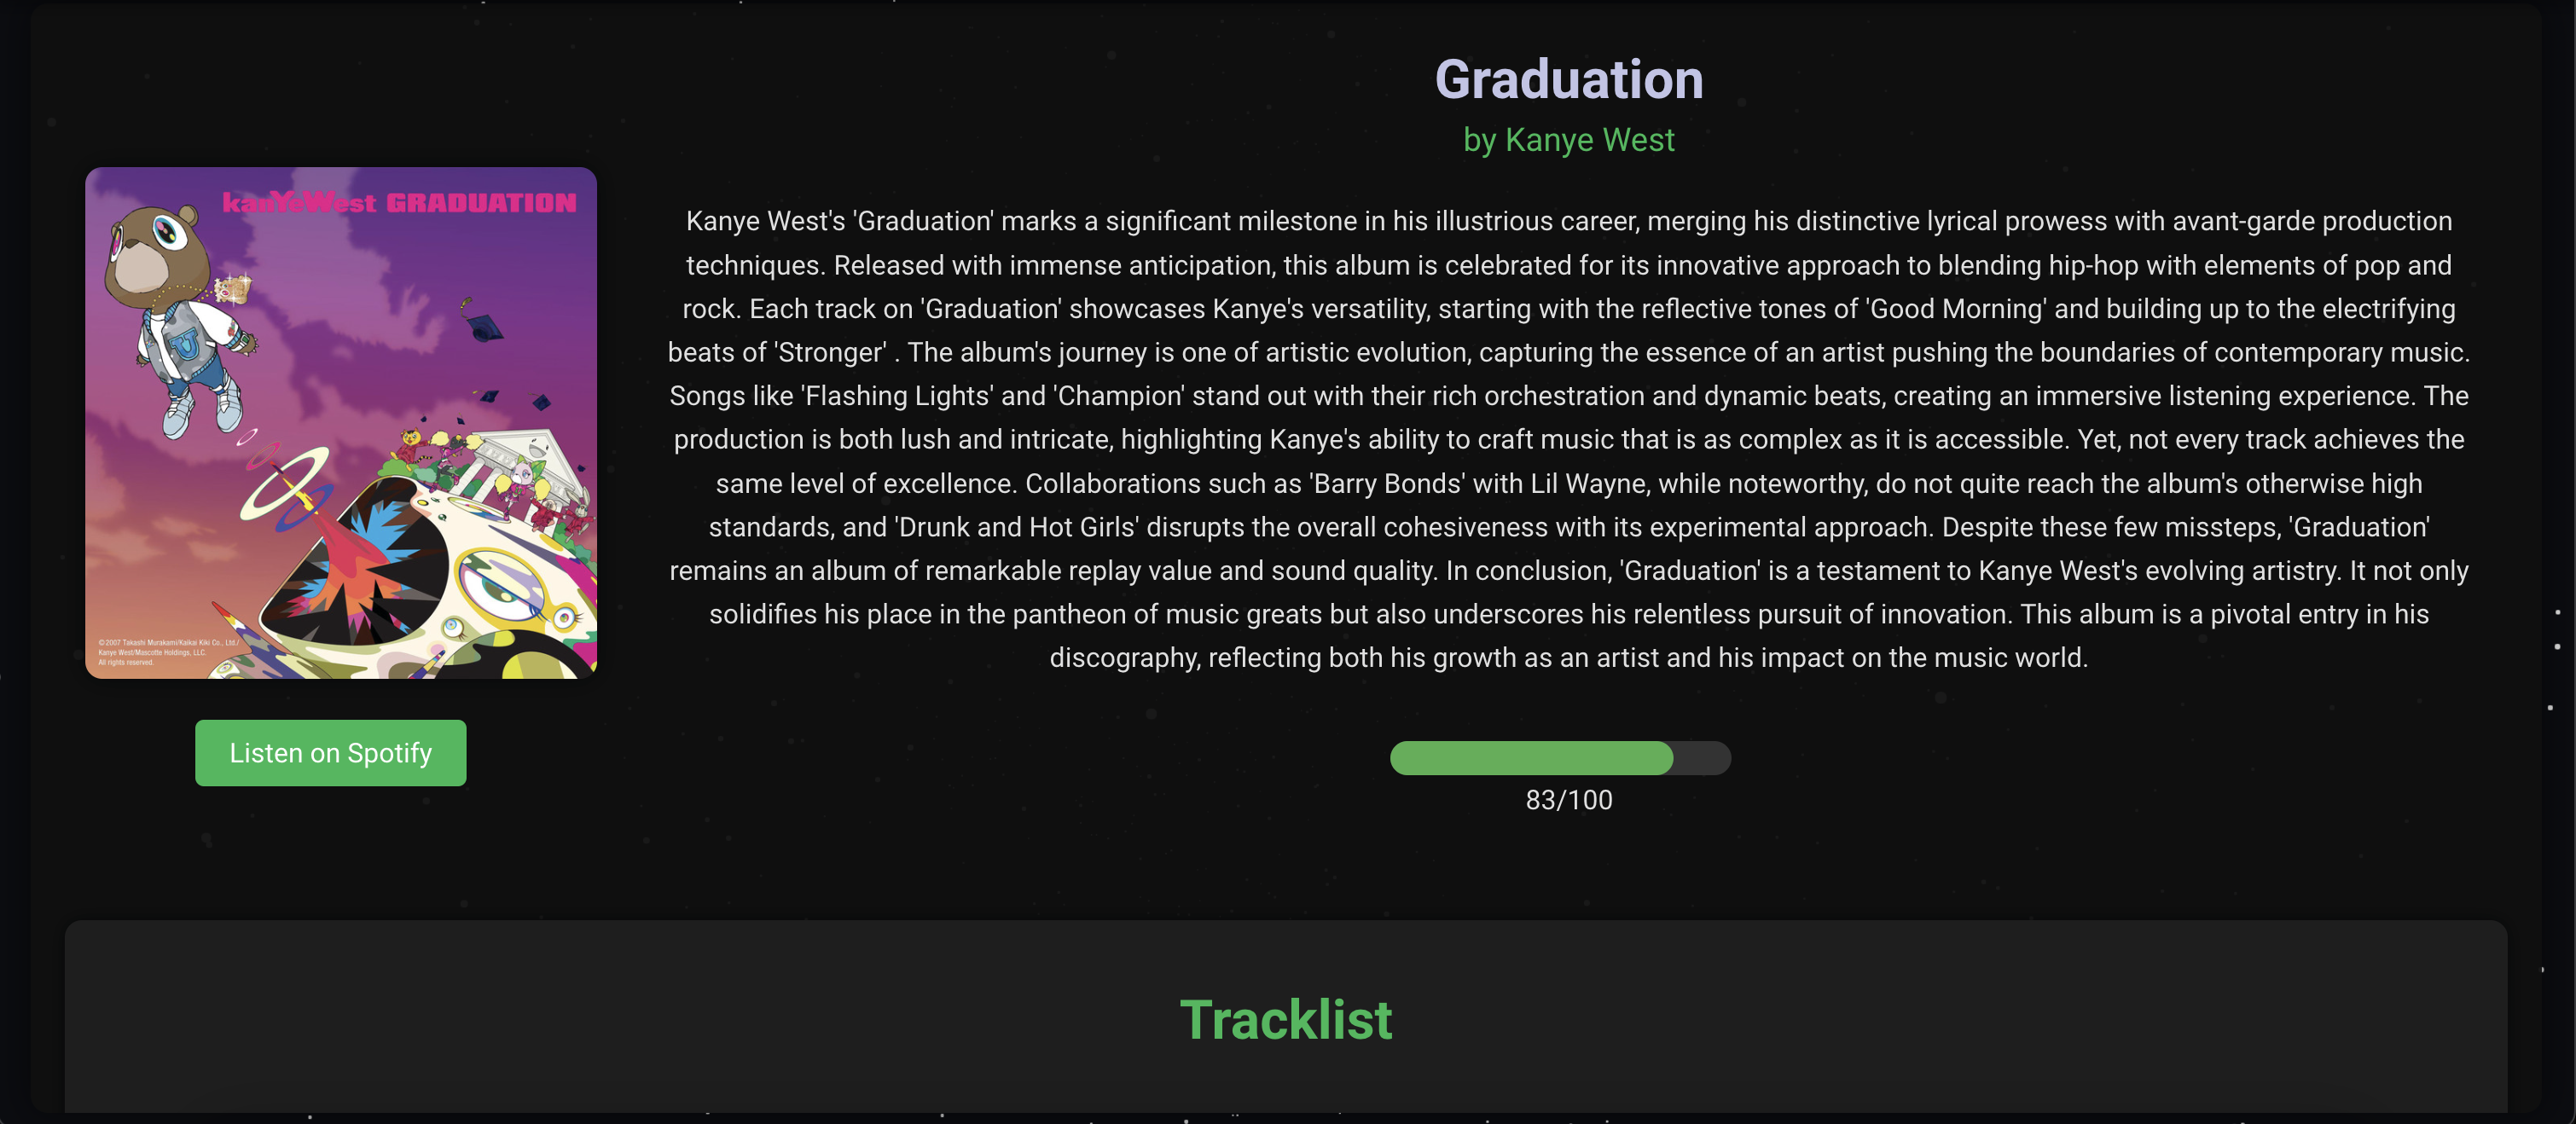 Graduation
by Kanye West
kanYeWest GRADUATION
©2007 Takashi Murakami/Kaikai Kiki Co., Ltd./
Kanye West/Mascotte Holdings, LLC.
All rights reserved.
Listen on Spotify
Kanye West's 'Graduation' marks a significant milestone in his illustrious career, merging his distinctive lyrical prowess with avant-garde production
techniques. Released with immense anticipation, this album is celebrated for its innovative approach to blending hip-hop with elements of pop and
rock. Each track on 'Graduation' showcases Kanye's versatility, starting with the reflective tones of 'Good Morning' and building up to the electrifying
beats of 'Stronger' . The album's journey is one of artistic evolution, capturing the essence of an artist pushing the boundaries of contemporary music.
Songs like 'Flashing Lights' and 'Champion' stand out with their rich orchestration and dynamic beats, creating an immersive listening experience. The
production is both lush and intricate, highlighting Kanye's ability to craft music that is as complex as it is accessible. Yet, not every track achieves the
same level of excellence. Collaborations such as 'Barry Bonds' with Lil Wayne, while noteworthy, do not quite reach the album's otherwise high
standards, and 'Drunk and Hot Girls' disrupts the overall cohesiveness with its experimental approach. Despite these few missteps, 'Graduation'
remains an album of remarkable replay value and sound quality. In conclusion, 'Graduation' is a testament to Kanye West's evolving artistry. It not only
solidifies his place in the pantheon of music greats but also underscores his relentless pursuit of innovation. This album is a pivotal entry in his
discography, reflecting both his growth as an artist and his impact on the music world.
83/100
Tracklist